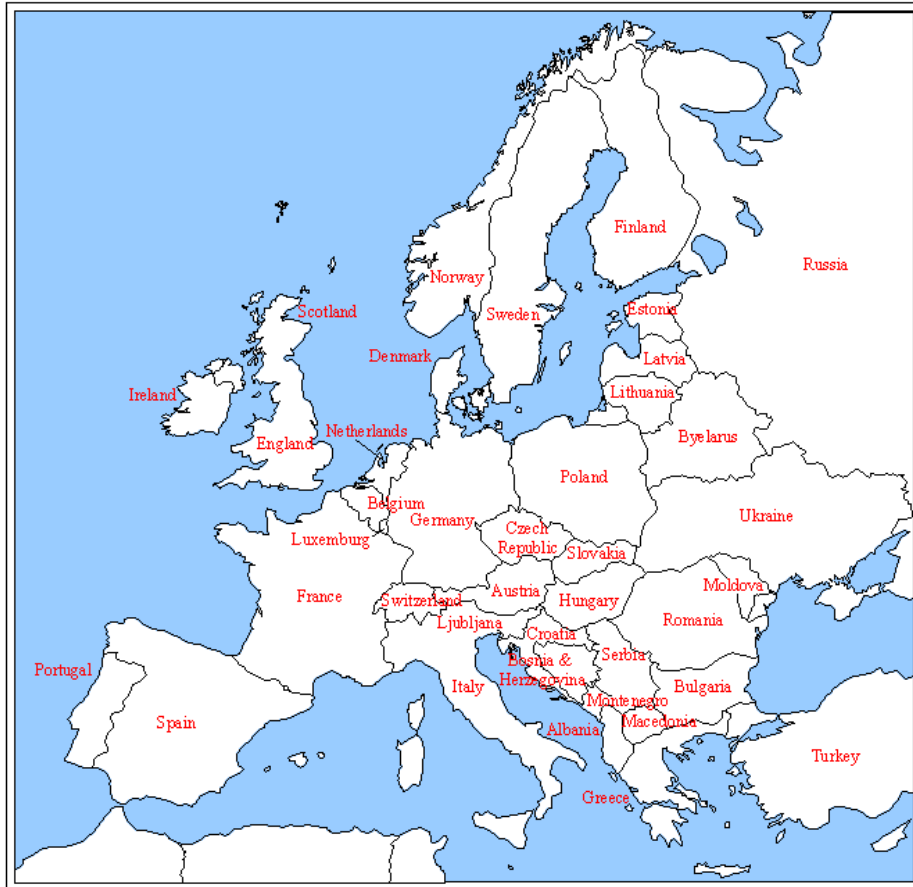 Finland
Russia
Norway
Estonia
Scotland
Sweden
Denmark
Latvia
Lithuania
Ireland
Netherlands
Byelarus
England
Poland
Belgium
Ukraine
Germany
Czech
Republic
Luxemburg
Slovakia
Moldova
Austria
France
Switzerland
Hungary
Ljubljana
Romania
Croatia
Serbia
Bosnia &
Herzegovina
Portugal
Italy
Bulgaria
Montenegro
Spain
Macedonia
Albania
Turkey
Greece